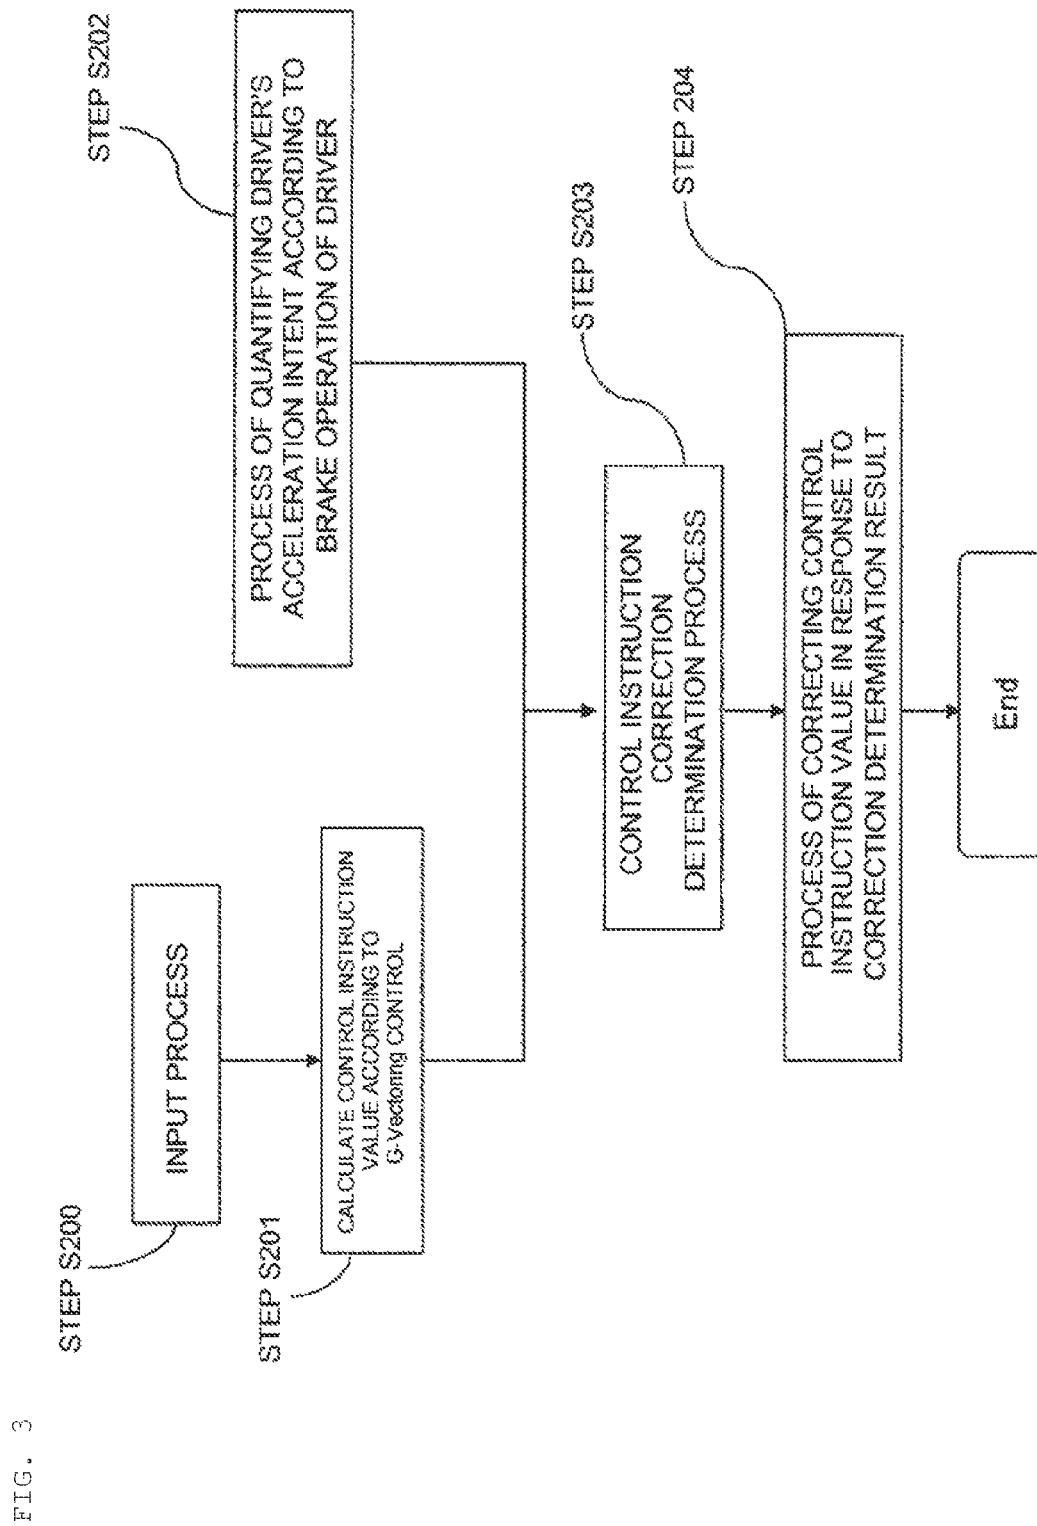 FIG. 3
STEP S200
INPUT PROCESS
STEP S201
CALCULATE CONTROL INSTRUCTION
VALUE ACCORDING TO
G-Vectoring CONTROL
STEP S202
PROCESS OF QUANTIFYING DRIVER'S
ACCELERATION INTENT ACCORDING TO
BRAKE OPERATION OF DRIVER
STEP S203
CONTROL INSTRUCTION
CORRECTION
DETERMINATION PROCESS
STEP 204
PROCESS OF CORRECTING CONTROL
INSTRUCTION VALUE IN RESPONSE TO
CORRECTION DETERMINATION RESULT
End